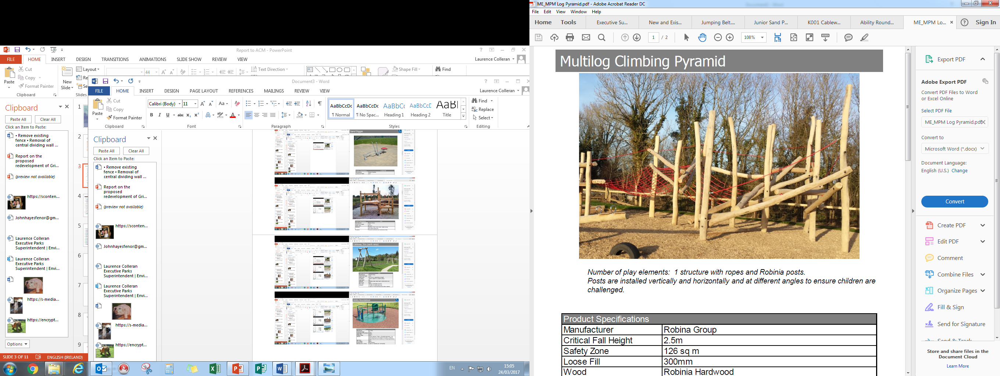 Report to ACM - PowerPoint
FILE HOME INSERT DESIGN TRANSITIONS ANIMATIONS SLIDE SHOW REVIEW VIEW
Laurence Colleran
Paste
Cut
Copy
Format Painter
Clipboard
New
Slide
Layout
Re
Se
Slides
44
Text Direction
Shape Fill
Find
Clipboard
Paste All Clear All
Click an Item to Paste:
• Remove existing
fence • Removal of
central dividing wall ...
Report on the
proposed
redevelopment of Gri...
(preview not available)
https://sconten...
Johnhayesfenor@gm...
Laurence Colleran
Executive Parks
Superintendent | Envi...
Laurence Colleran
Executive Parks
Superintendent | Envi...
https://s-media...
https://encrypt...
Options
1
2
3
4
5
6
7
8
9
SLIDE 3 OF 11 ENGLISH (IRELAND)
Document3 - Word
FILE HOME INSERT DESIGN PAGE LAYOUT REFERENCES MAILINGS REVIEW VIEW
Laurence Colleran
Paste
Cut
Copy
Format Painter
Clipboard
Calibri (Body) 11
Font
Paragraph
AaBbCcDc AaBbCcDc AaBbCc AaBbCcD AaBl
¶ Normal ¶ No Spac... Heading 1 Heading 2 Title
Styles
Find
Replace
Select
Editing
Clipboard
Paste All Clear All
Click an Item to Paste:
• Remove existing
fence • Removal of
central dividing wall ...
Report on the
proposed
redevelopment of Gri...
(preview not available)
https://sconten...
Johnhayesfenor@gm...
Laurence Colleran
Executive Parks
Superintendent | Envi...
Laurence Colleran
Executive Parks
Superintendent | Envi...
https://s-media...
https://encrypt...
Sand Digger
Cableway 35m (earth ramp)
Ability Roundabout
EN
15:05
24/03/2017
ME_MPM Log Pyramid.pdf - Adobe Acrobat Reader DC
File Edit View Window Help
Home Tools Executive Su... New and Exis... Jumping Belt.... Junior Sand P... K001 Cablew... Ability Round... ME_MPM Lo... Sign In
1 / 2 108%
Multilog Climbing Pyramid
Number of play elements: 1 structure with ropes and Robinia posts.
Posts are installed vertically and horizontally and at different angles to ensure children are
challenged.
Product Specifications
Manufacturer Robina Group
Critical Fall Height 2.5m
Safety Zone 126 sq m
Loose Fill 300mm
Wood Robinia Hardwood
Export PDF
Adobe Export PDF
Convert PDF Files to Word
or Excel Online
Select PDF File
ME_MPM Log Pyramid.pdf
Convert to
Microsoft Word (*.docx)
Document Language:
English (U.S.) Change
Convert
Create PDF
Edit PDF
Comment
Combine Files
Organize Pages
Fill & Sign
Send for Signature
Send & Track
Store and share files in the
Document Cloud
Learn More